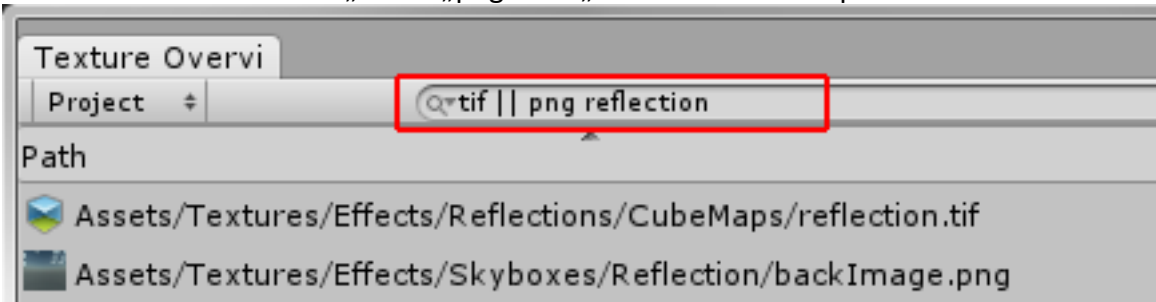 Texture Overvi
Project tif || png reflection
Path
Assets/Textures/Effects/Reflections/CubeMaps/reflection.tif
Assets/Textures/Effects/Skyboxes/Reflection/backImage.png